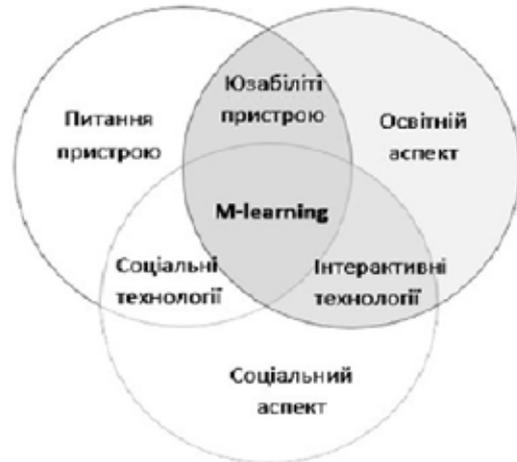 Юзабіліті
пристрою
Питання
пристрою
Освітній
аспект
M-learning
Соціальні
технології
Інтерактивні
технології
Соціальний
аспект